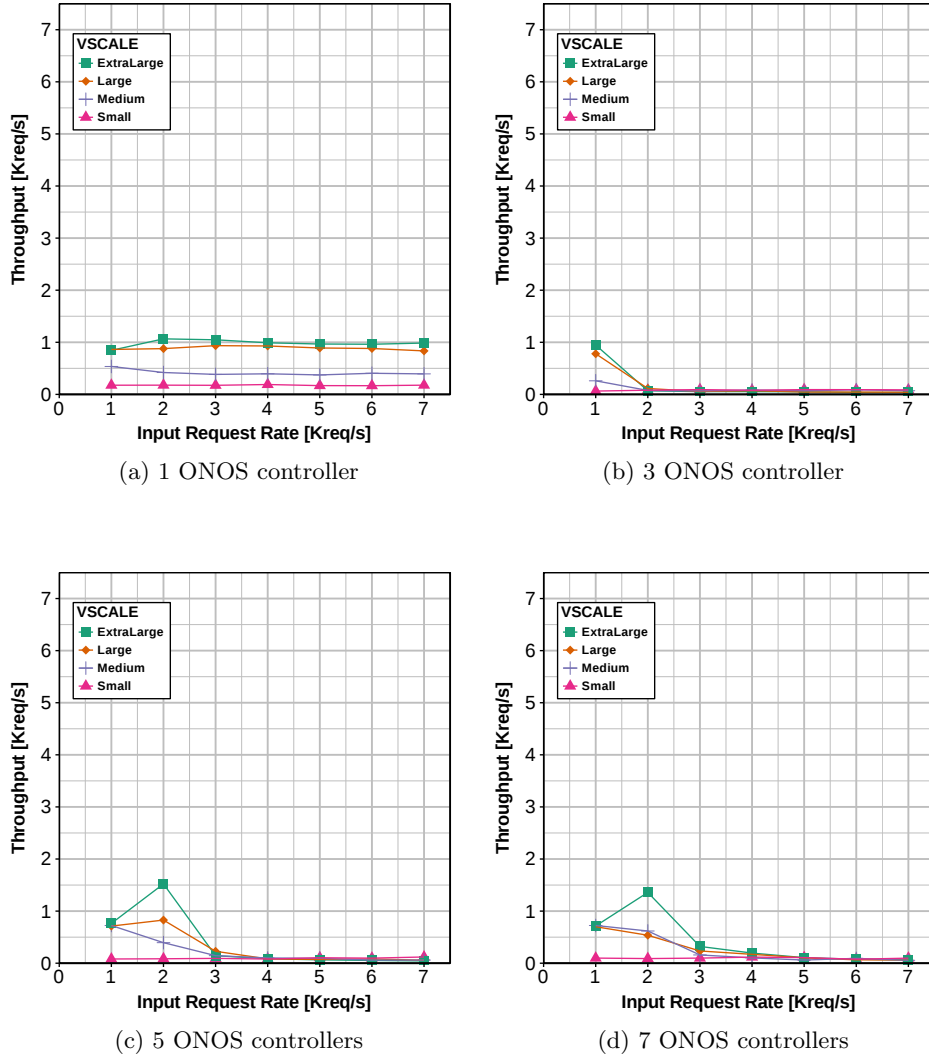 7
6
5
4
3
2
1
0
0
1
2
3
4
5
6
7
Throughput [Kreq/s]
Input Request Rate [Kreq/s]
VSCALE
ExtraLarge
Large
Medium
Small
(a) 1 ONOS controller
7
6
5
4
3
2
1
0
0
1
2
3
4
5
6
7
Throughput [Kreq/s]
Input Request Rate [Kreq/s]
VSCALE
ExtraLarge
Large
Medium
Small
(b) 3 ONOS controller
7
6
5
4
3
2
1
0
0
1
2
3
4
5
6
7
Throughput [Kreq/s]
Input Request Rate [Kreq/s]
VSCALE
ExtraLarge
Large
Medium
Small
(c) 5 ONOS controllers
7
6
5
4
3
2
1
0
0
1
2
3
4
5
6
7
Throughput [Kreq/s]
Input Request Rate [Kreq/s]
VSCALE
ExtraLarge
Large
Medium
Small
(d) 7 ONOS controllers